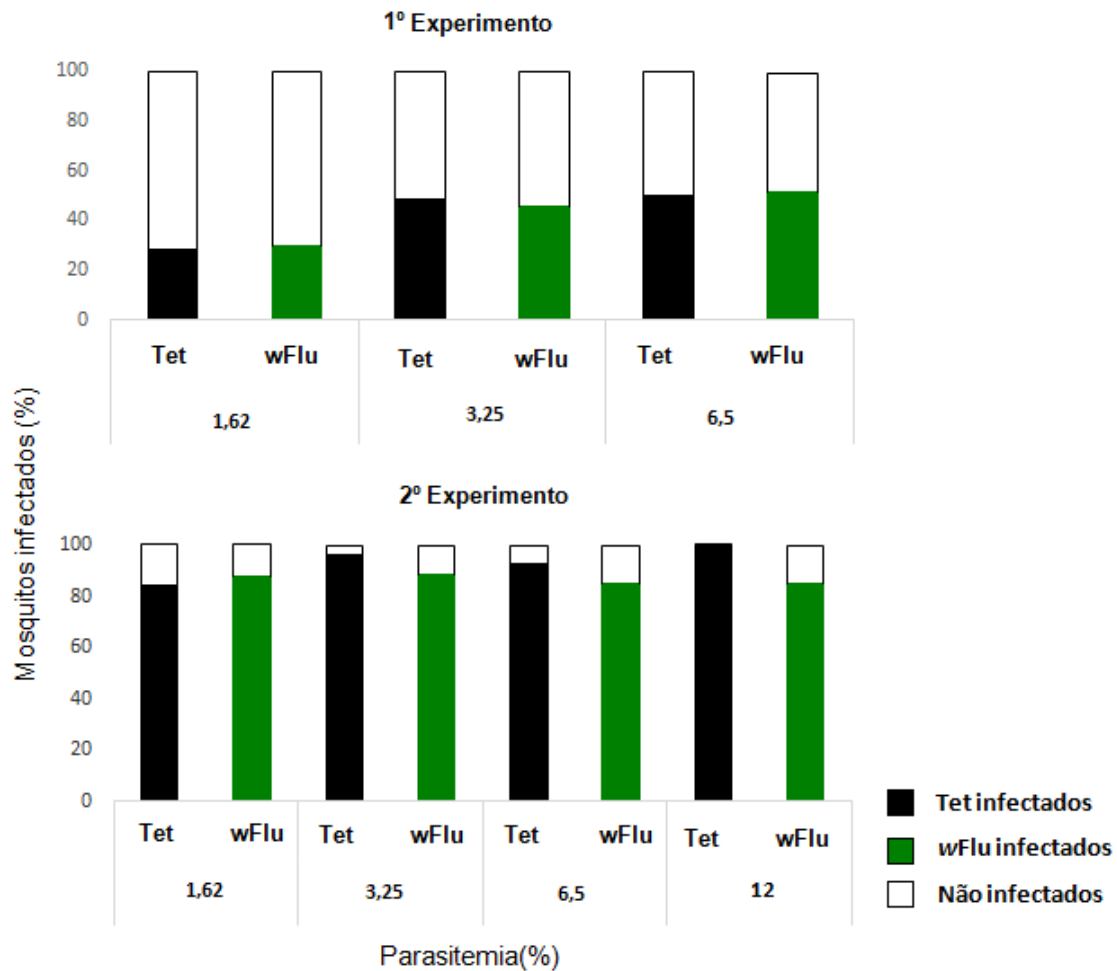 1º Experimento
100
80
60
40
20
0
Tet wFlu Tet wFlu Tet wFlu
1,62 3,25 6,5
Mosquitos infectados (%)
2º Experimento
100
80
60
40
20
0
Tet wFlu Tet wFlu Tet wFlu Tet wFlu
1,62 3,25 6,5 12
Tet infectados
wFlu infectados
Não infectados
Parasitemia(%)